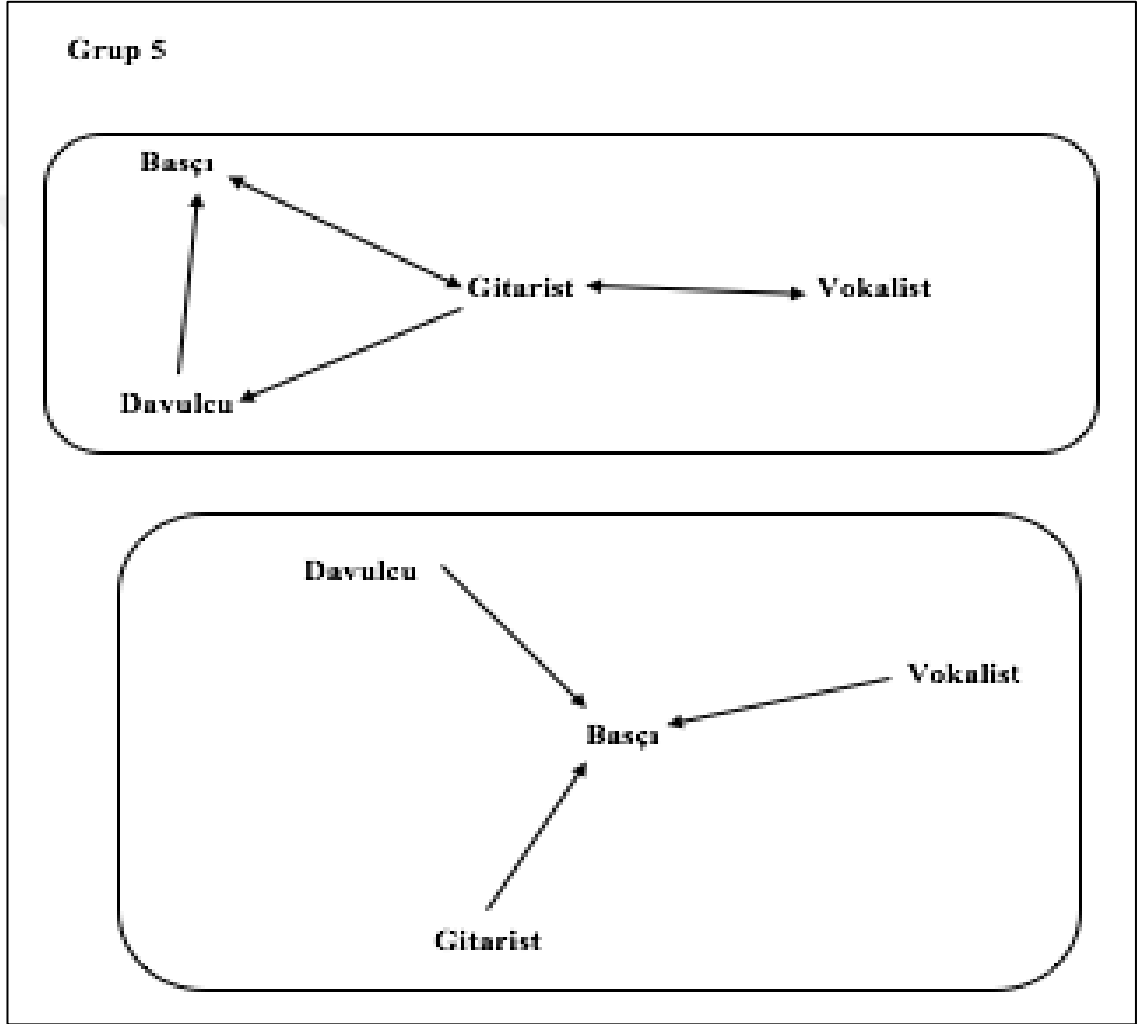 Grup 5
Basçı
Gitarist
Vokalist
Davulcu
Davulcu
Vokalist
Basçı
Gitarist